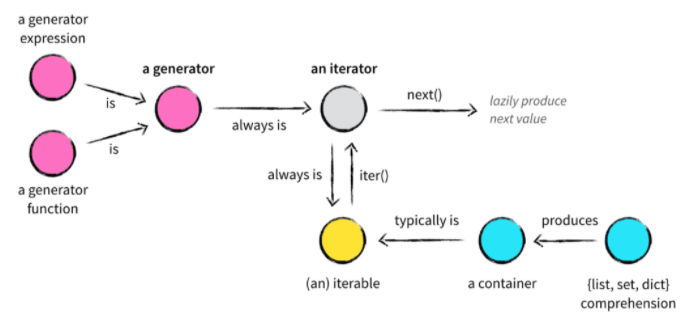 a generator
expression
is
a generator
is
a generator
function
always is
an iterator
next()
lazily produce
next value
always is
iter()
(an) iterable
typically is
a container
produces
{list, set, dict}
comprehension